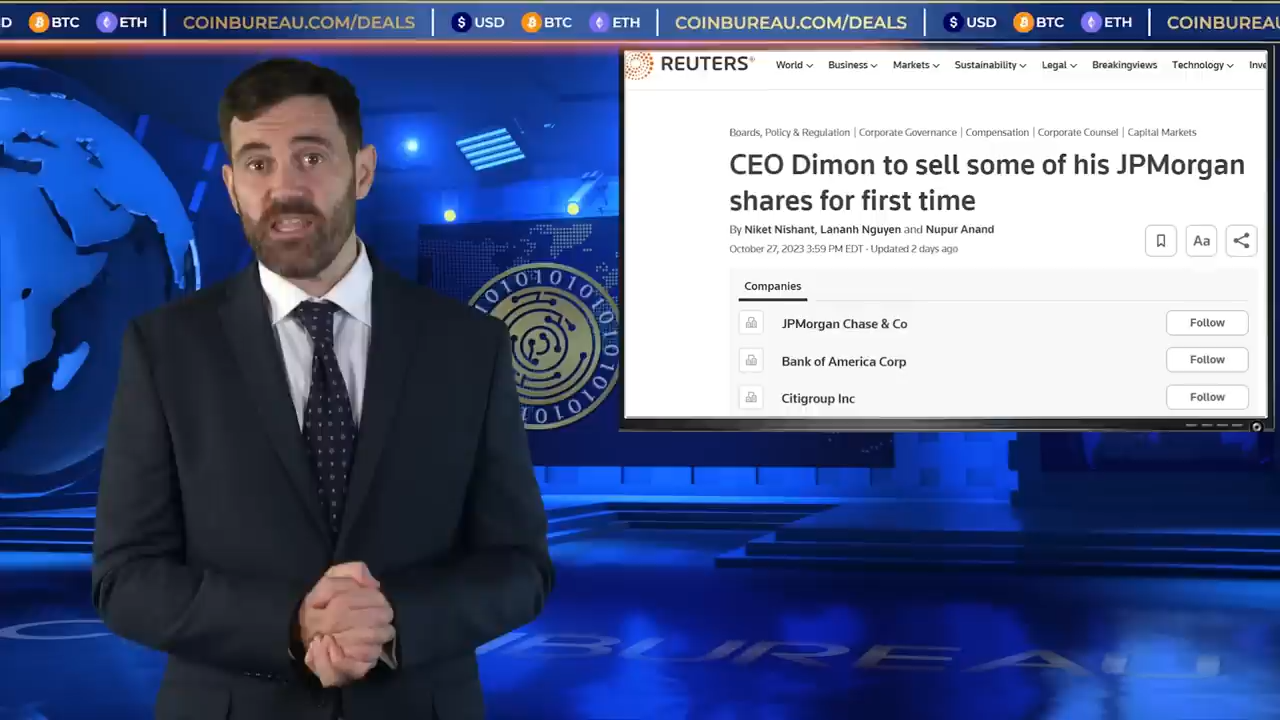 D BTC ETH COINBUREAU.COM/DEALS $ USD BTC ETH COINBUREAU.COM/DEALS $ USD BTC ETH COINBUREAU
REUTERS®
World Business Markets Sustainability Legal Breakingviews Technology Inve
Boards, Policy & Regulation | Corporate Governance | Compensation | Corporate Counsel | Capital Markets
CEO Dimon to sell some of his JPMorgan
shares for first time
By Niket Nishant, Lananh Nguyen and Nupur Anand
October 27, 2023 3:59 PM EDT · Updated 2 days ago
Aa
Companies
JPMorgan Chase & Co Follow
Bank of America Corp Follow
Citigroup Inc Follow
COINBUREAU